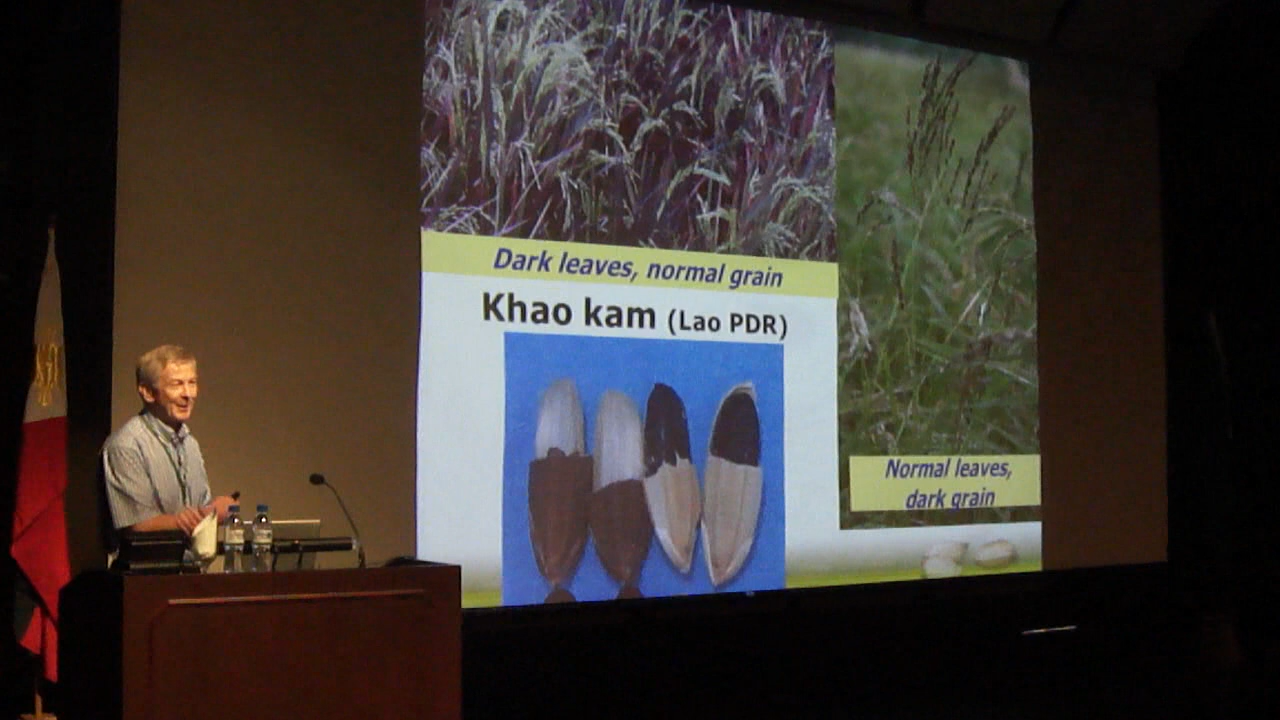 Dark leaves, normal grain
Khao kam (Lao PDR)
Normal leaves,
dark grain